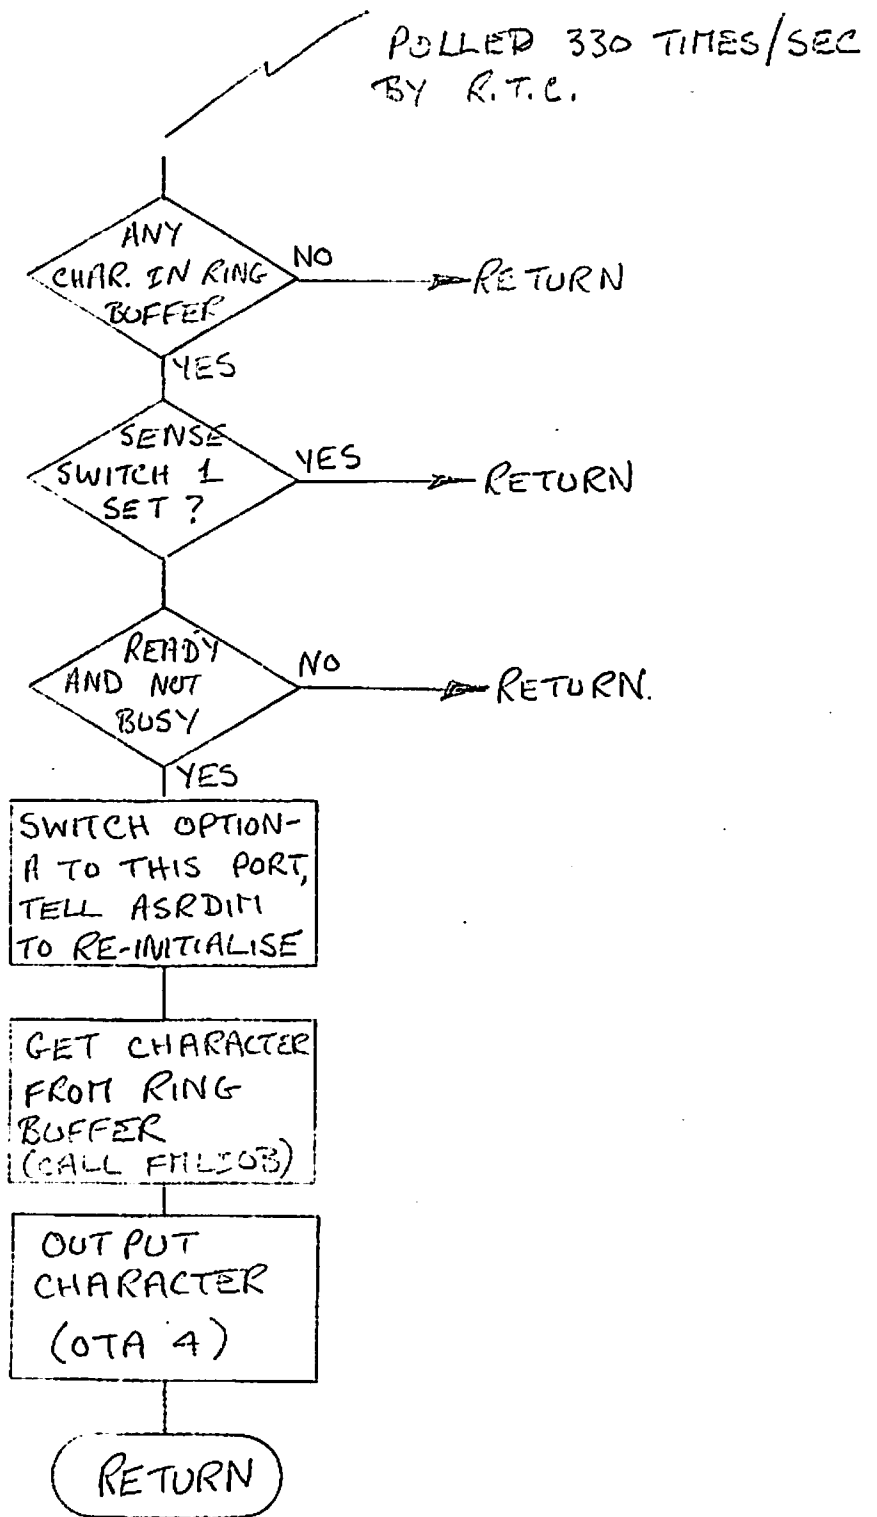 POLLED 330 TIMES/SEC
BY R.T.C.
ANY
CHAR. IN RING
BUFFER
NO
RETURN
YES
SENSE
SWITCH 1
SET?
YES
RETURN
READY
AND NOT
BUSY
NO
RETURN.
YES
SWITCH OPTION-
A TO THIS PORT,
TELL ASRDIM
TO RE-INITIALISE
GET CHARACTER
FROM RING
BUFFER
(CALL FMLIOB)
OUTPUT
CHARACTER
(OTA 4)
RETURN